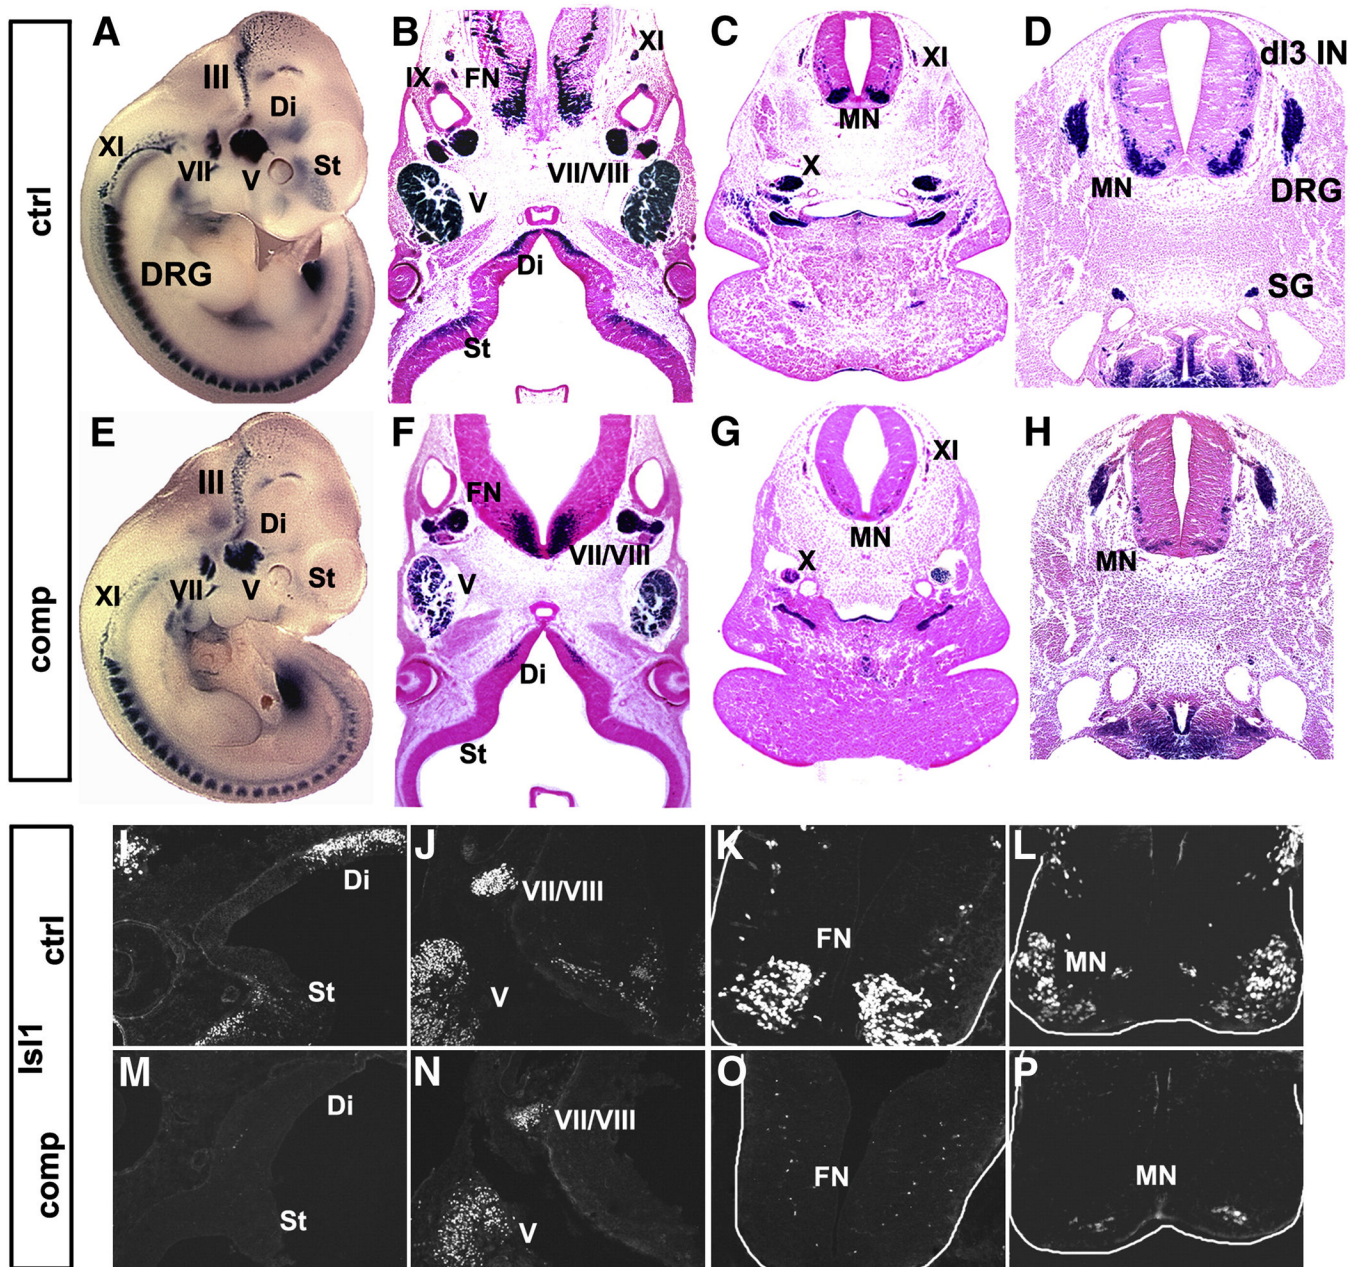 ctrl
comp
A
III
Di
XI
VII
V
St
DRG
B
XI
IX
FN
V
VII/VIII
Di
St
C
XI
MN
X
D
dI3 IN
MN
DRG
SG
E
III
Di
XI
VII
V
St
F
FN
VII/VIII
V
Di
St
G
XI
MN
X
H
MN
Isl1
ctrl
comp
I
Di
St
J
VII/VIII
V
K
FN
L
MN
M
Di
St
N
VII/VIII
V
O
FN
P
MN